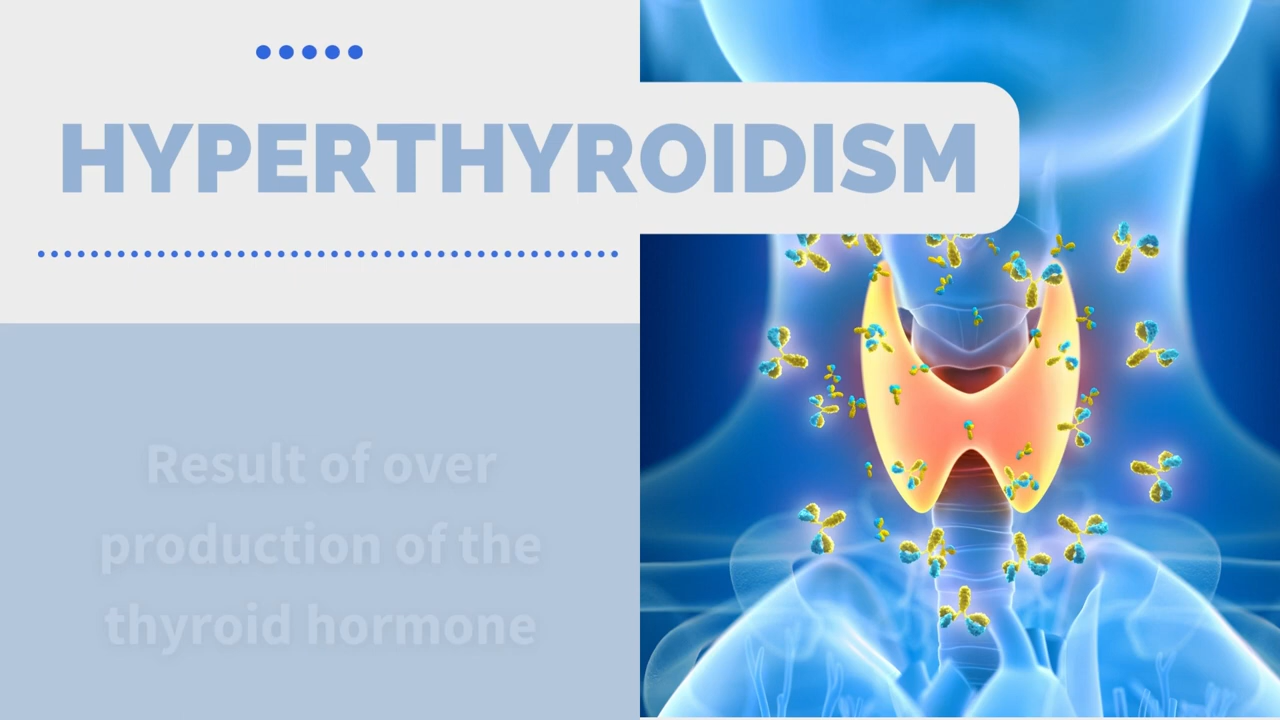 HYPERTHYROIDISM
Result of over
production of the
thyroid hormone